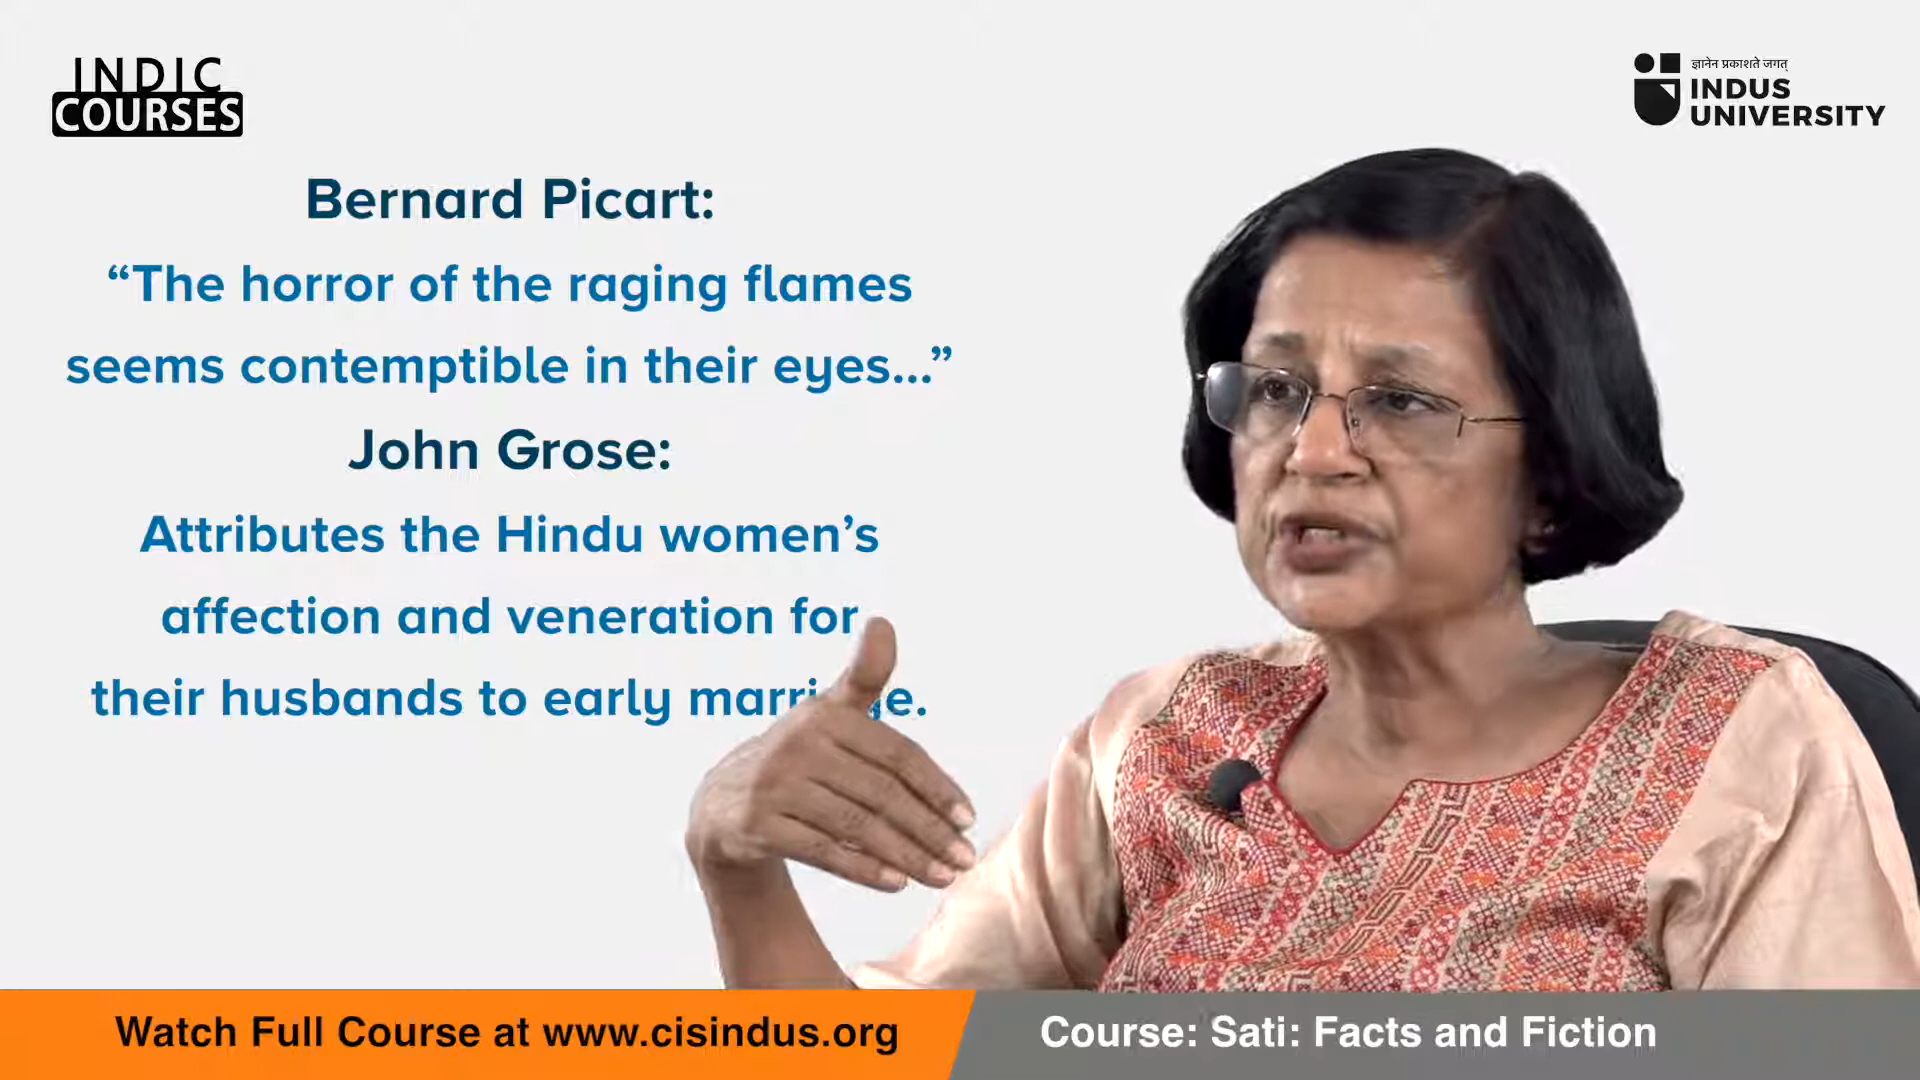 INDIC
COURSES
ज्ञानेन प्रकाशते जगत्
INDUS
UNIVERSITY
Bernard Picart:
“The horror of the raging flames
seems contemptible in their eyes...”
John Grose:
Attributes the Hindu women’s
affection and veneration for
their husbands to early marriage.
Watch Full Course at www.cisindus.org
Course: Sati: Facts and Fiction